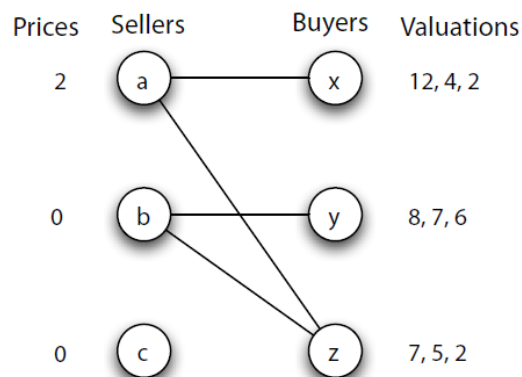 Prices Sellers Buyers Valuations
2 a x 12, 4, 2
0 b y 8, 7, 6
0 c z 7, 5, 2